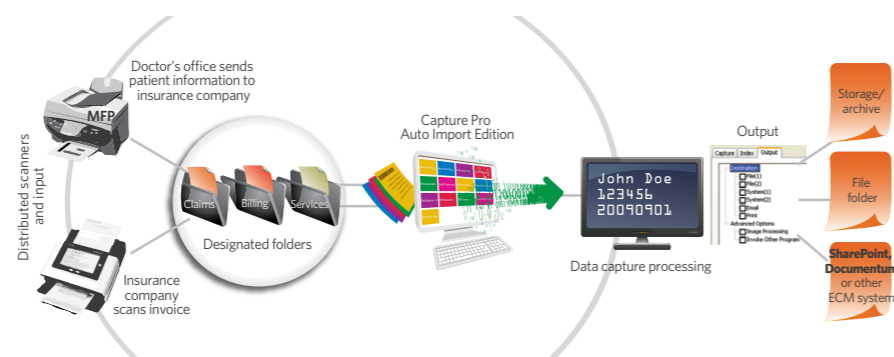 Distributed scanners
and input
Doctor's office sends
patient information to
insurance company
MFP
Insurance
company
scans invoice
Claims
Billing
Services
Designated folders
Capture Pro
Auto Import Edition
John Doe
123456
20090901
Data capture processing
Output
Capture Index Output
Destination
File(1)
File(2)
System(1)
System(2)
Email
Print
Advanced Options
Image Processing
Invoke Other Program
Storage/
archive
File
folder
SharePoint,
Documentum
or other
ECM system